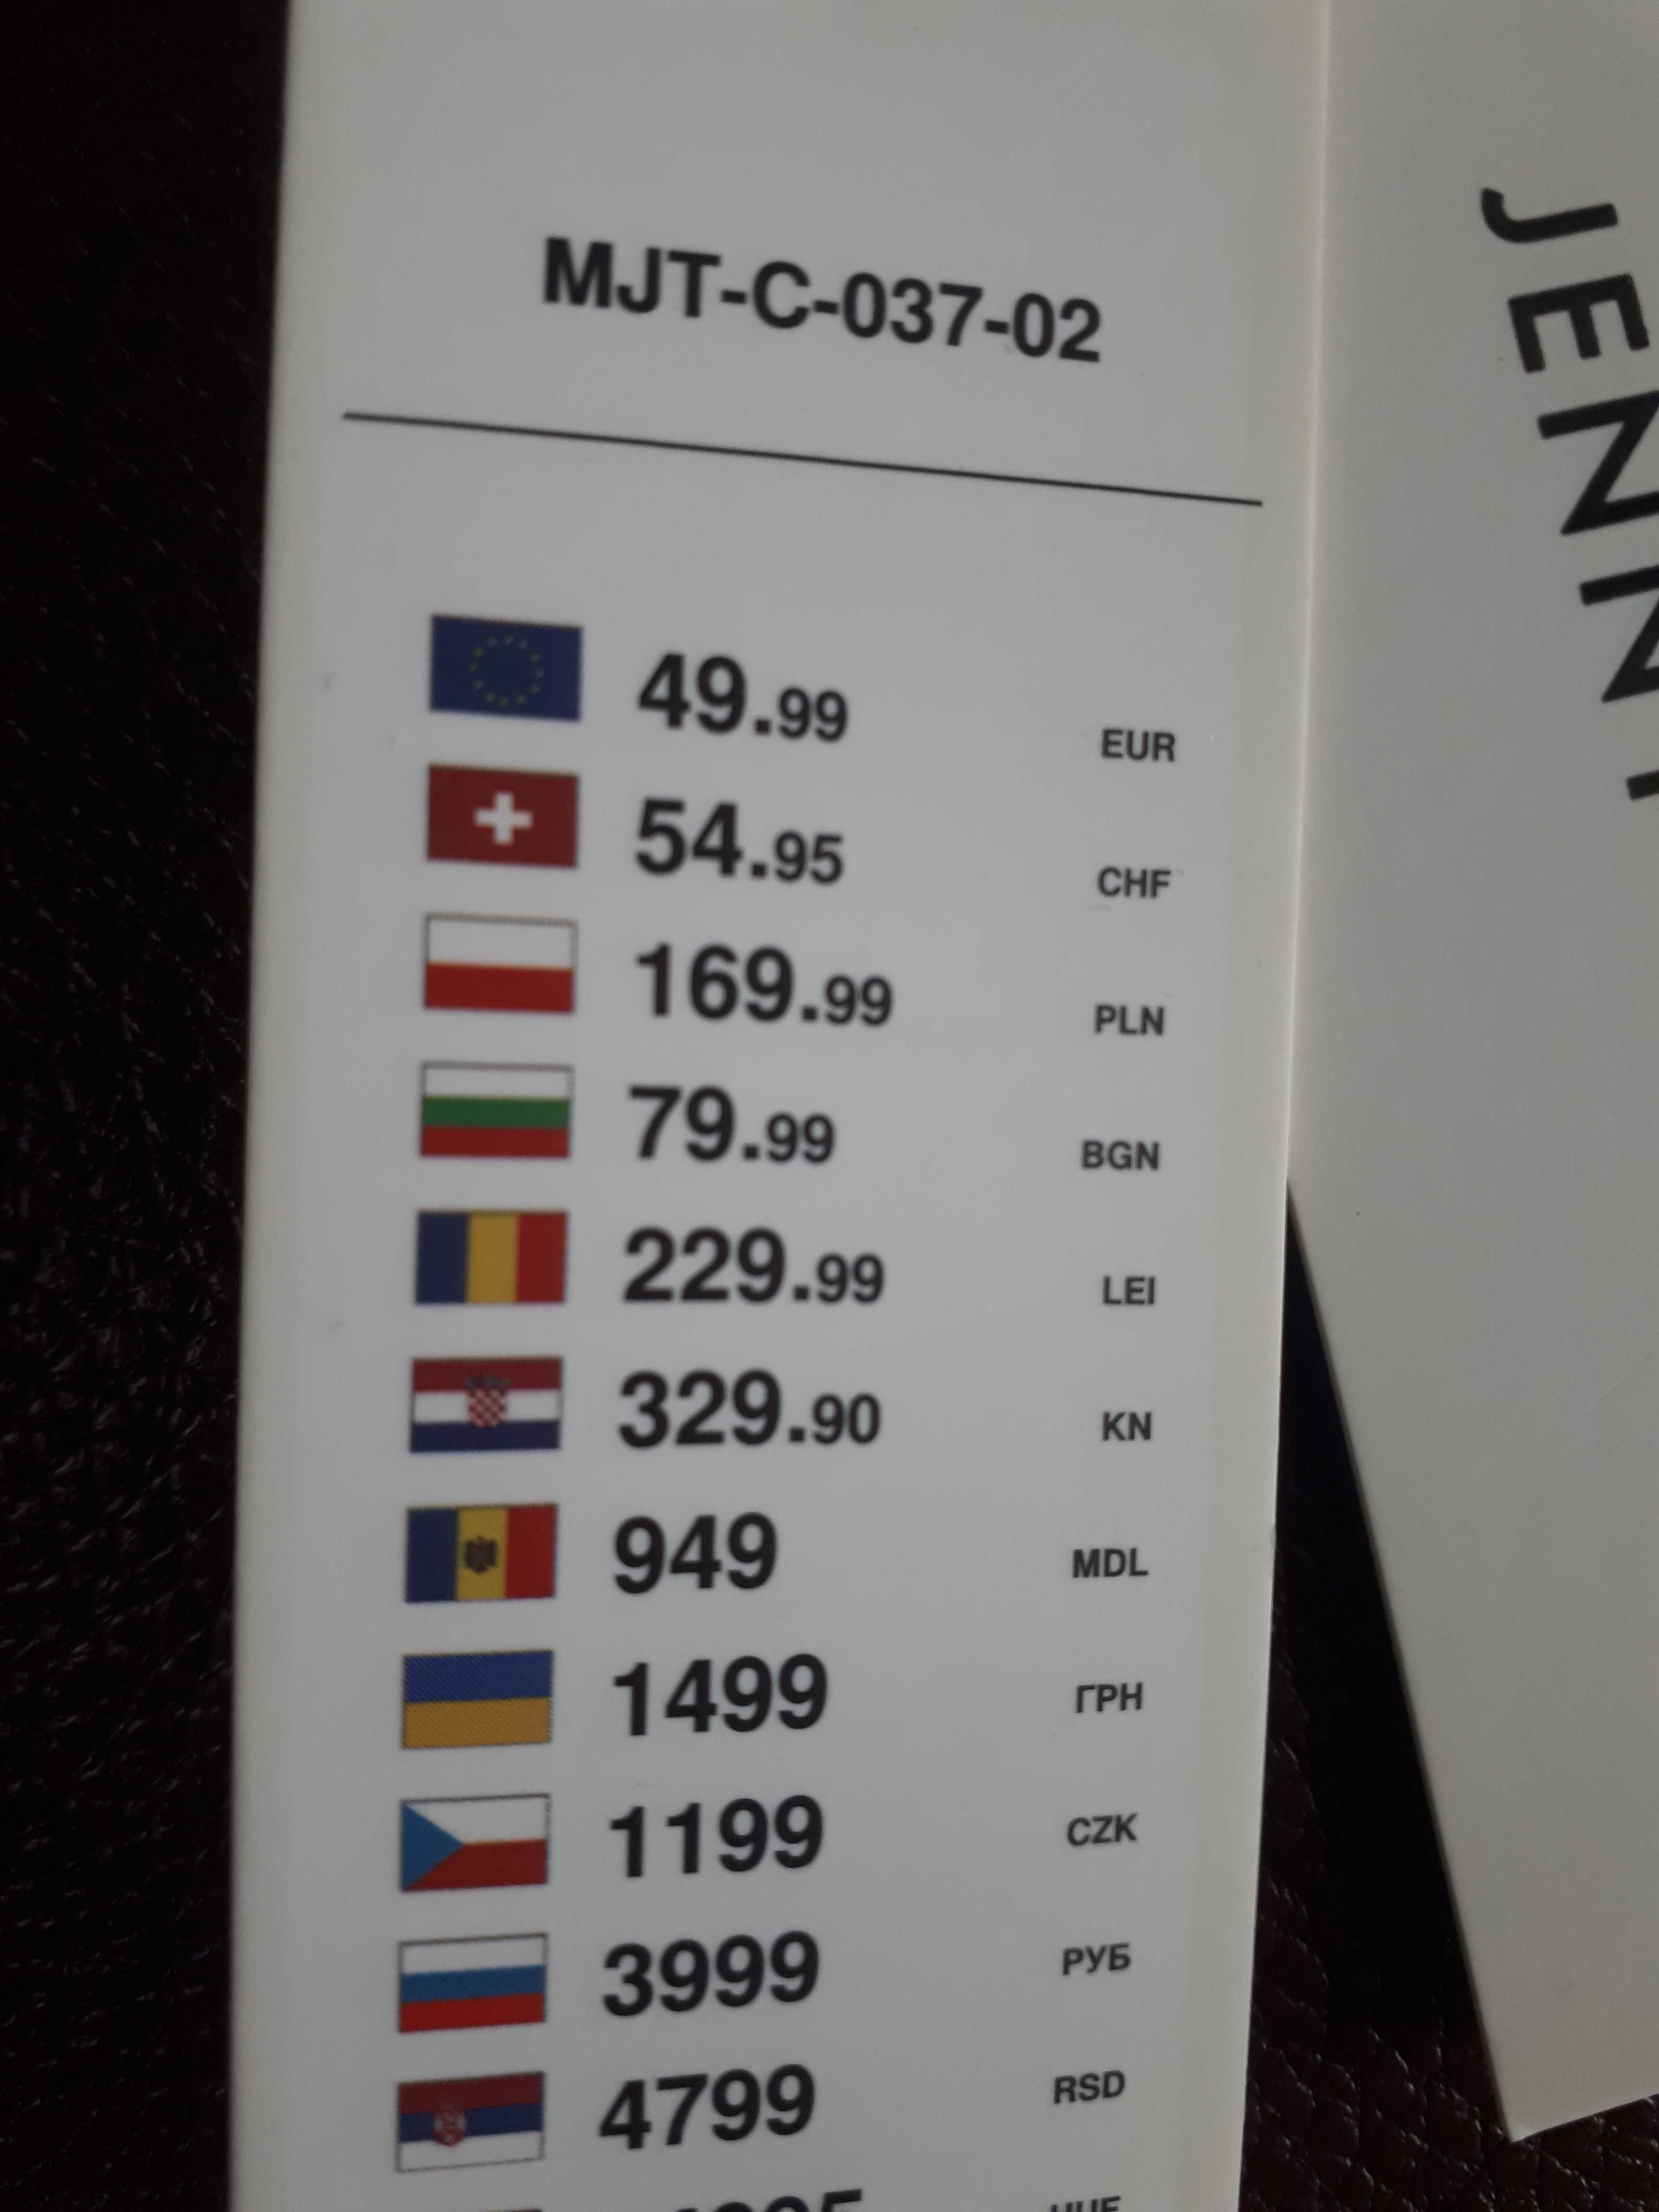 MJT-C-037-02
49.99 EUR
54.95 CHF
169.99 PLN
79.99 BGN
229.99 LEI
329.90 KN
949 MDL
1499 ГРН
1199 CZK
3999 РУБ
4799 RSD